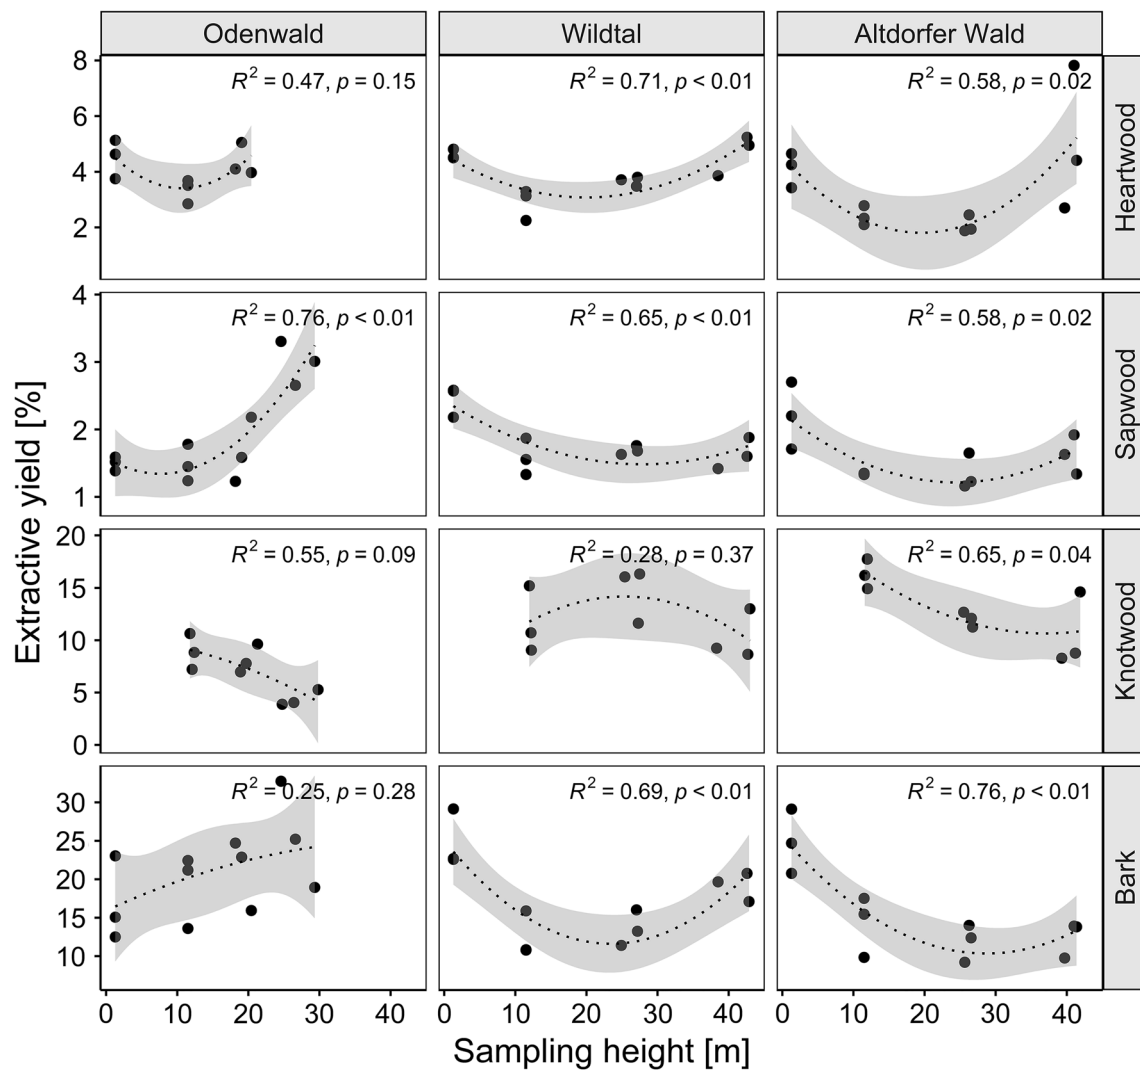 Odenwald Wildtal Altdorfer Wald
8
6
4
2
R² = 0.47, p = 0.15
R² = 0.71, p < 0.01
R² = 0.58, p = 0.02
Heartwood
4
3
2
1
R² = 0.76, p < 0.01
R² = 0.65, p < 0.01
R² = 0.58, p = 0.02
Sapwood
Extractive yield [%]
20
15
10
5
0
R² = 0.55, p = 0.09
R² = 0.28, p = 0.37
R² = 0.65, p = 0.04
Knotwood
30
25
20
15
10
R² = 0.25, p = 0.28
R² = 0.69, p < 0.01
R² = 0.76, p < 0.01
Bark
0 10 20 30 40 0 10 20 30 40 0 10 20 30 40
Sampling height [m]